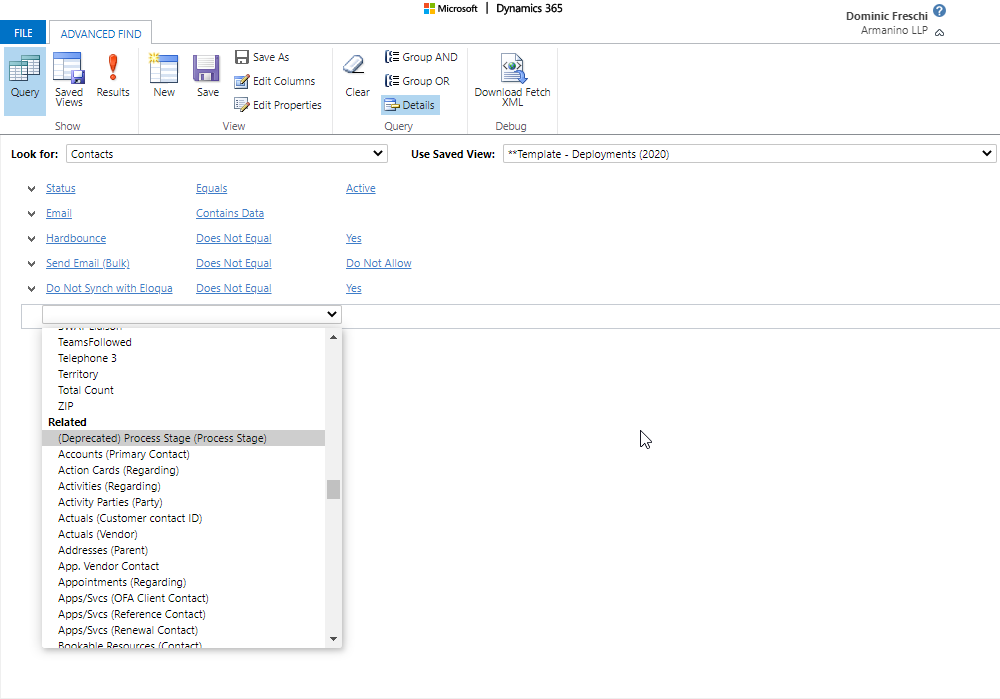 Microsoft | Dynamics 365
Dominic Freschi
Armanino LLP
FILE
ADVANCED FIND
Query
Saved Views
Results
New
Save
Save As
Edit Columns
Edit Properties
Clear
Group AND
Group OR
Details
Download Fetch XML
Show
View
Query
Debug
Look for: Contacts
Use Saved View: **Template - Deployments (2020)
Status Equals Active
Email Contains Data
Hardbounce Does Not Equal Yes
Send Email (Bulk) Does Not Equal Do Not Allow
Do Not Synch with Eloqua Does Not Equal Yes
TeamsFollowed
Telephone 3
Territory
Total Count
ZIP
Related
(Deprecated) Process Stage (Process Stage)
Accounts (Primary Contact)
Action Cards (Regarding)
Activities (Regarding)
Activity Parties (Party)
Actuals (Customer contact ID)
Actuals (Vendor)
Addresses (Parent)
App. Vendor Contact
Appointments (Regarding)
Apps/Svcs (OFA Client Contact)
Apps/Svcs (Reference Contact)
Apps/Svcs (Renewal Contact)
Bookable Resources (Contact)